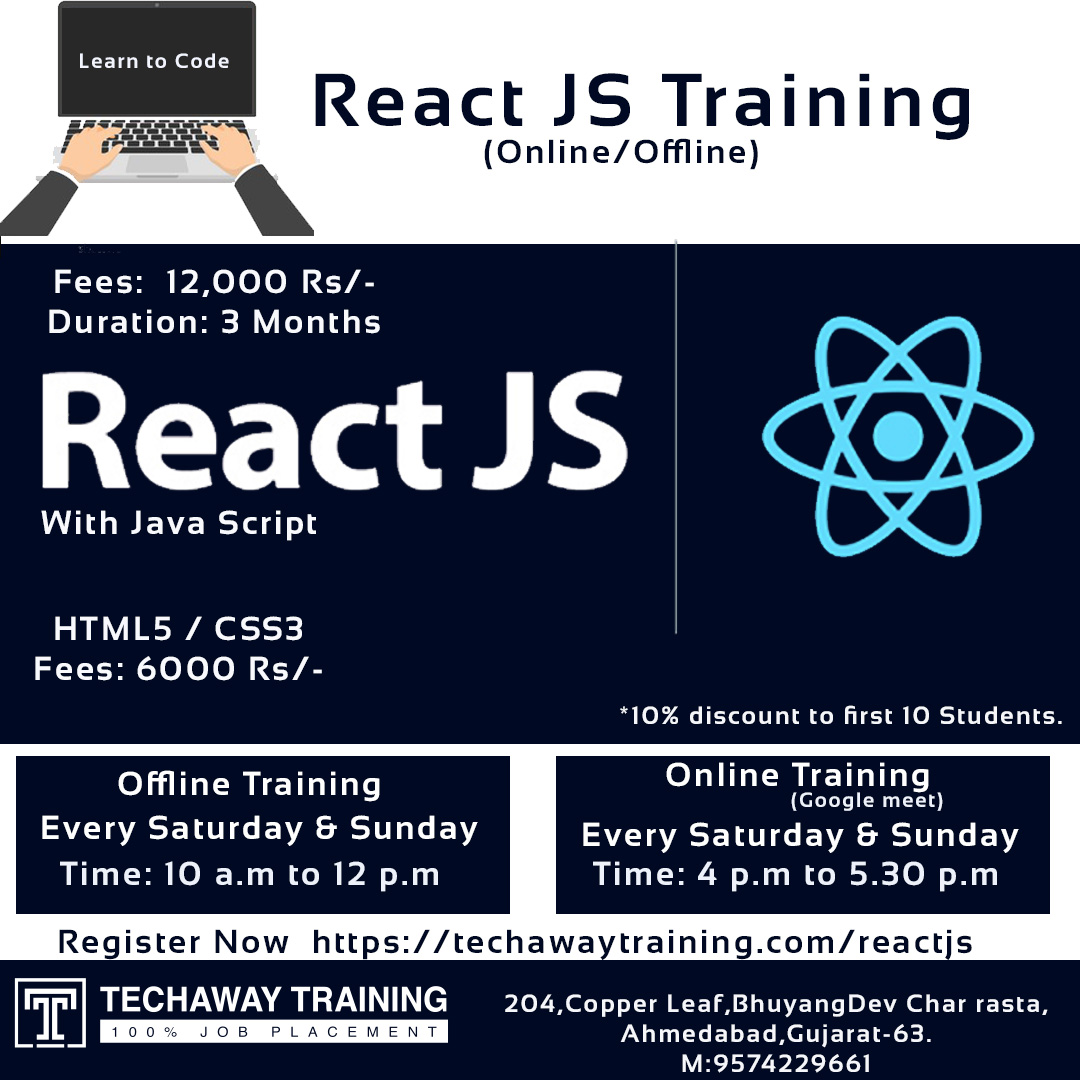 Learn to Code
React JS Training
(Online/Offline)
Fees: 12,000 Rs/-
Duration: 3 Months
React JS
With Java Script
HTML5 / CSS3
Fees: 6000 Rs/-
*10% discount to first 10 Students.
Offline Training
Every Saturday & Sunday
Time: 10 a.m to 12 p.m
Online Training
(Google meet)
Every Saturday & Sunday
Time: 4 p.m to 5.30 p.m
Register Now https://techawaytraining.com/reactjs
TECHAWAY TRAINING
100% JOB PLACEMENT
204,Copper Leaf,BhuyangDev Char rasta,
Ahmedabad,Gujarat-63.
M:9574229661